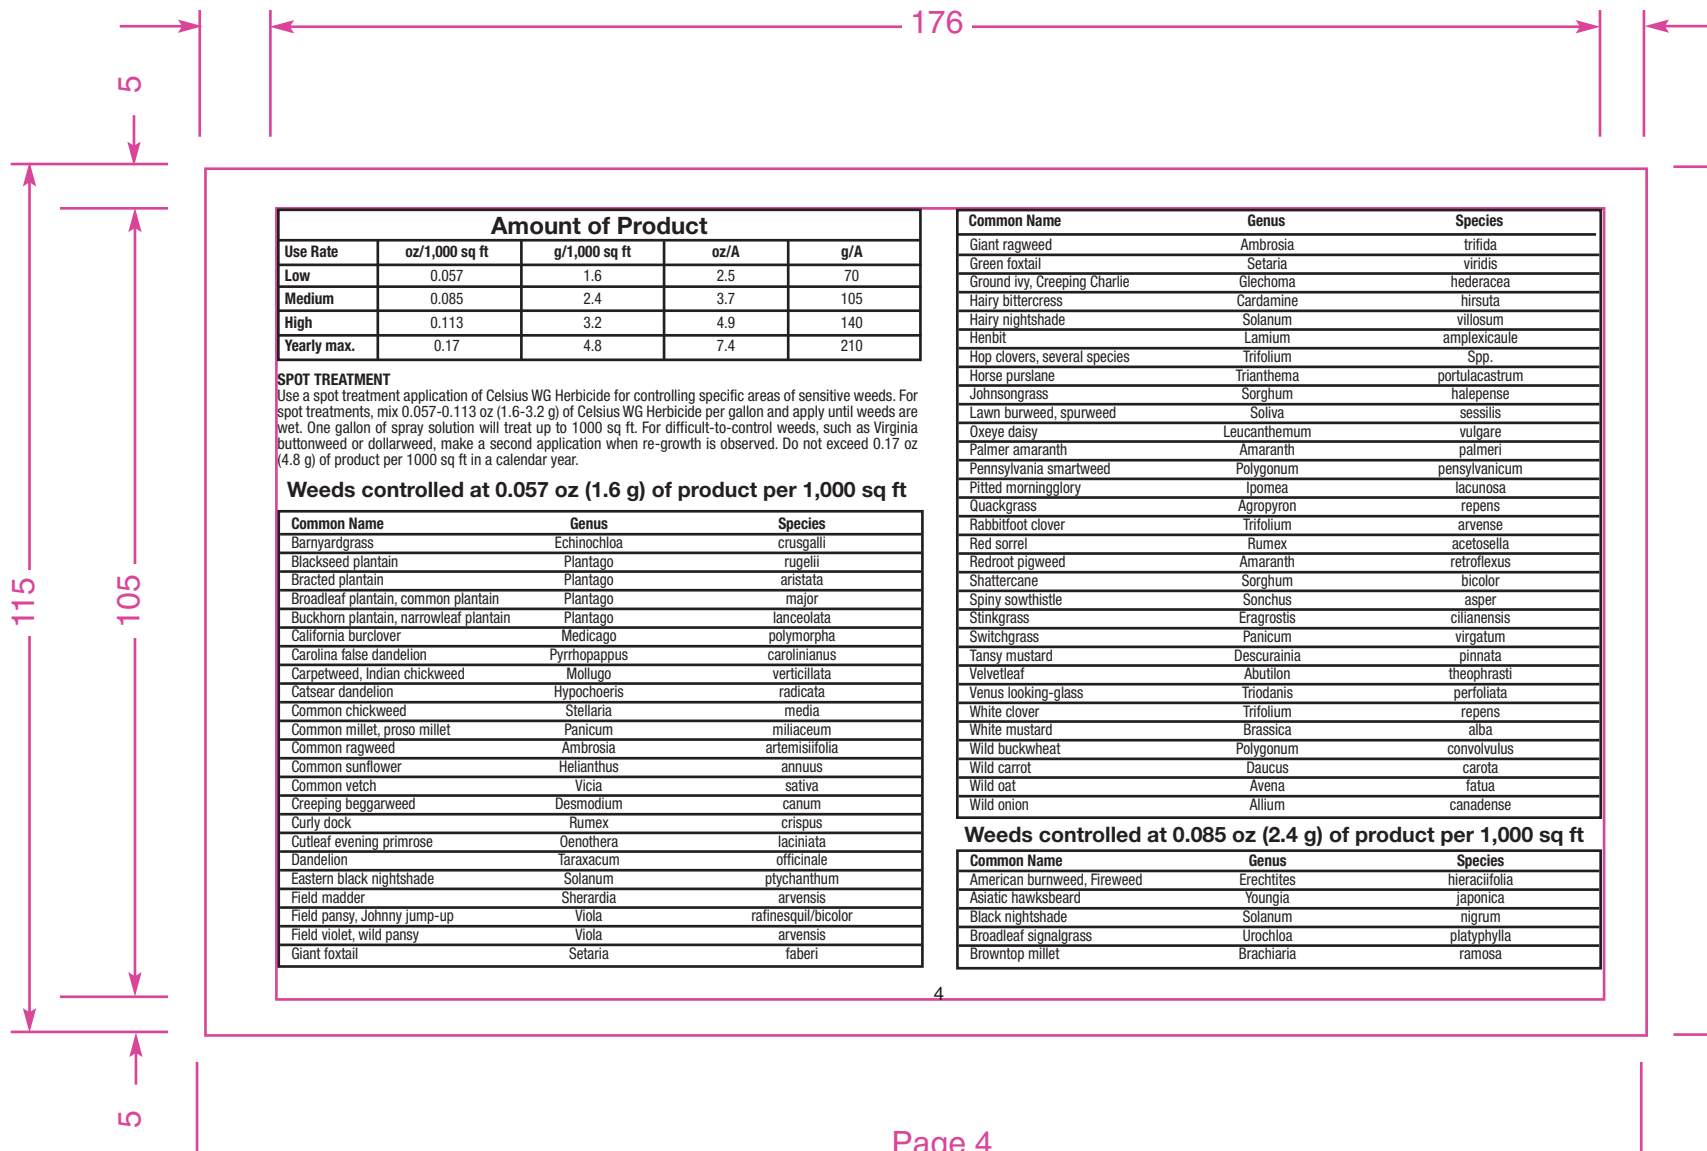 176
5
115
105
5
Amount of Product
Use Rate oz/1,000 sq ft g/1,000 sq ft oz/A g/A
Low 0.057 1.6 2.5 70
Medium 0.085 2.4 3.7 105
High 0.113 3.2 4.9 140
Yearly max. 0.17 4.8 7.4 210
SPOT TREATMENT
Use a spot treatment application of Celsius WG Herbicide for controlling specific areas of sensitive weeds. For
spot treatments, mix 0.057-0.113 oz (1.6-3.2 g) of Celsius WG Herbicide per gallon and apply until weeds are
wet. One gallon of spray solution will treat up to 1000 sq ft. For difficult-to-control weeds, such as Virginia
buttonweed or dollarweed, make a second application when re-growth is observed. Do not exceed 0.17 oz
(4.8 g) of product per 1000 sq ft in a calendar year.
Weeds controlled at 0.057 oz (1.6 g) of product per 1,000 sq ft
Common Name Genus Species
Barnyardgrass Echinochloa crusgalli
Blackseed plantain Plantago rugelii
Bracted plantain Plantago aristata
Broadleaf plantain, common plantain Plantago major
Buckhorn plantain, narrowleaf plantain Plantago lanceolata
California burclover Medicago polymorpha
Carolina false dandelion Pyrrhopappus carolinianus
Carpetweed, Indian chickweed Mollugo verticillata
Catsear dandelion Hypochoeris radicata
Common chickweed Stellaria media
Common millet, proso millet Panicum miliaceum
Common ragweed Ambrosia artemisiifolia
Common sunflower Helianthus annuus
Common vetch Vicia sativa
Creeping beggarweed Desmodium canum
Curly dock Rumex crispus
Cutleaf evening primrose Oenothera laciniata
Dandelion Taraxacum officinale
Eastern black nightshade Solanum ptychanthum
Field madder Sherardia arvensis
Field pansy, Johnny jump-up Viola rafinesquil/bicolor
Field violet, wild pansy Viola arvensis
Giant foxtail Setaria faberi
Common Name Genus Species
Giant ragweed Ambrosia trifida
Green foxtail Setaria viridis
Ground ivy, Creeping Charlie Glechoma hederacea
Hairy bittercress Cardamine hirsuta
Hairy nightshade Solanum villosum
Henbit Lamium amplexicaule
Hop clovers, several species Trifolium Spp.
Horse purslane Trianthema portulacastrum
Johnsongrass Sorghum halepense
Lawn burweed, spurweed Soliva sessilis
Oxeye daisy Leucanthemum vulgare
Palmer amaranth Amaranth palmeri
Pennsylvania smartweed Polygonum pensylvanicum
Pitted morningglory Ipomea lacunosa
Quackgrass Agropyron repens
Rabbitfoot clover Trifolium arvense
Red sorrel Rumex acetosella
Redroot pigweed Amaranth retroflexus
Shattercane Sorghum bicolor
Spiny sowthistle Sonchus asper
Stinkgrass Eragrostis cilianensis
Switchgrass Panicum virgatum
Tansy mustard Descurainia pinnata
Velvetleaf Abutilon theophrasti
Venus looking-glass Triodanis perfoliata
White clover Trifolium repens
White mustard Brassica alba
Wild buckwheat Polygonum convolvulus
Wild carrot Daucus carota
Wild oat Avena fatua
Wild onion Allium canadense
Weeds controlled at 0.085 oz (2.4 g) of product per 1,000 sq ft
Common Name Genus Species
American burnweed, Fireweed Erechtites hieraciifolia
Asiatic hawksbeard Youngia japonica
Black nightshade Solanum nigrum
Broadleaf signalgrass Urochloa platyphylla
Browntop millet Brachiaria ramosa
4
Page 4